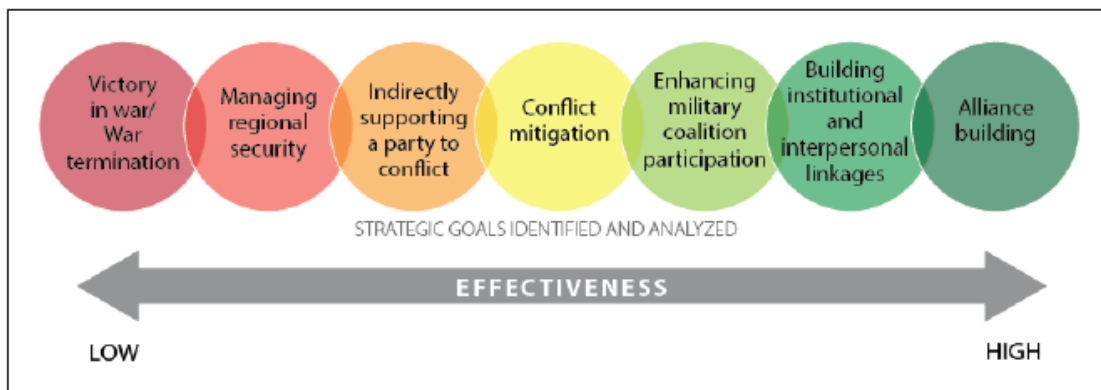 Victory
in war/
War
termination
Managing
regional
security
Indirectly
supporting
a party to
conflict
Conflict
mitigation
Enhancing
military
coalition
participation
Building
institutional
and
interpersonal
linkages
Alliance
building
STRATEGIC GOALS IDENTIFIED AND ANALYZED
EFFECTIVENESS
LOW
HIGH